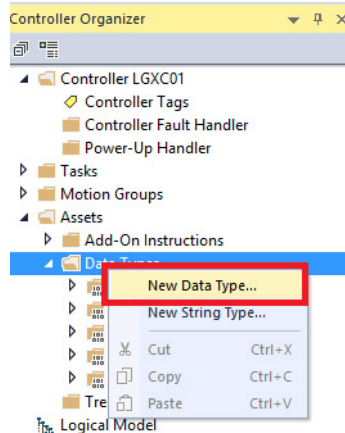 Controller Organizer
Controller LGXC01
Controller Tags
Controller Fault Handler
Power-Up Handler
Tasks
Motion Groups
Assets
Add-On Instructions
Data
New Data Type...
New String Type...
Cut Ctrl+X
Copy Ctrl+C
Tre
Paste Ctrl+V
Logical Model